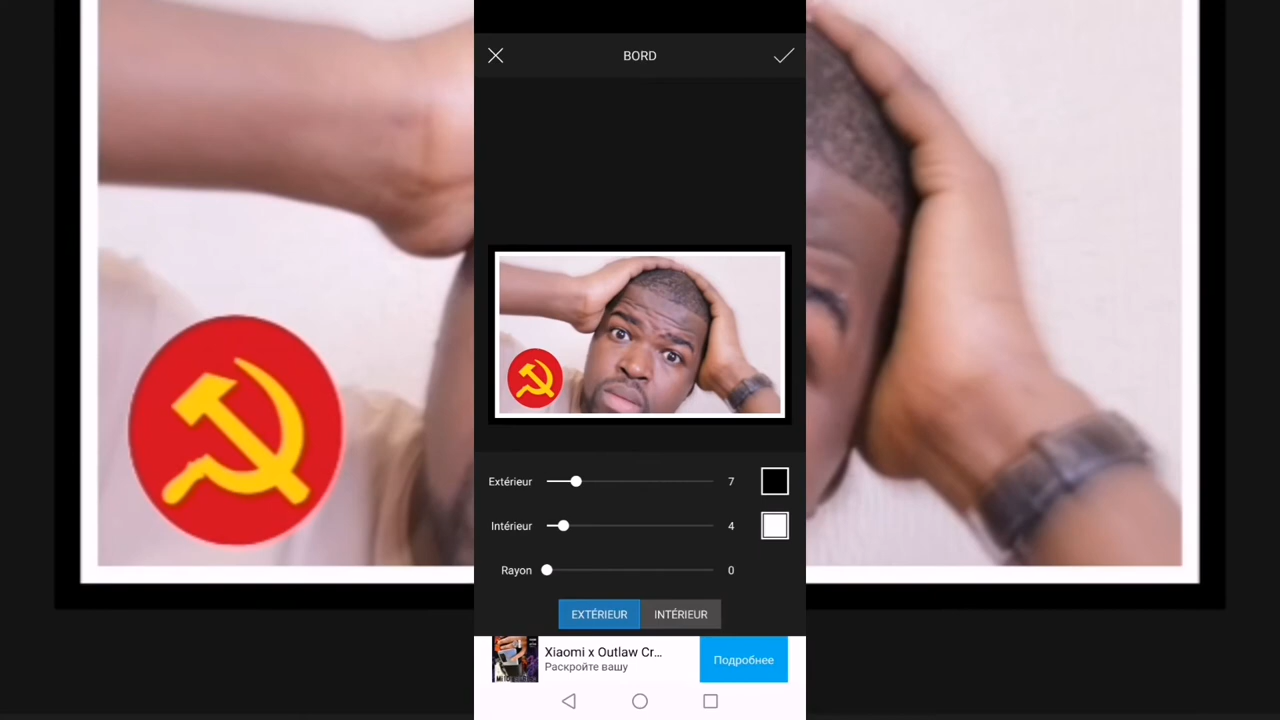 BORD
Extérieur 7
Intérieur 4
Rayon 0
EXTÉRIEUR INTÉRIEUR
Xiaomi x Outlaw Cr...
Раскройте вашу
Подробнее